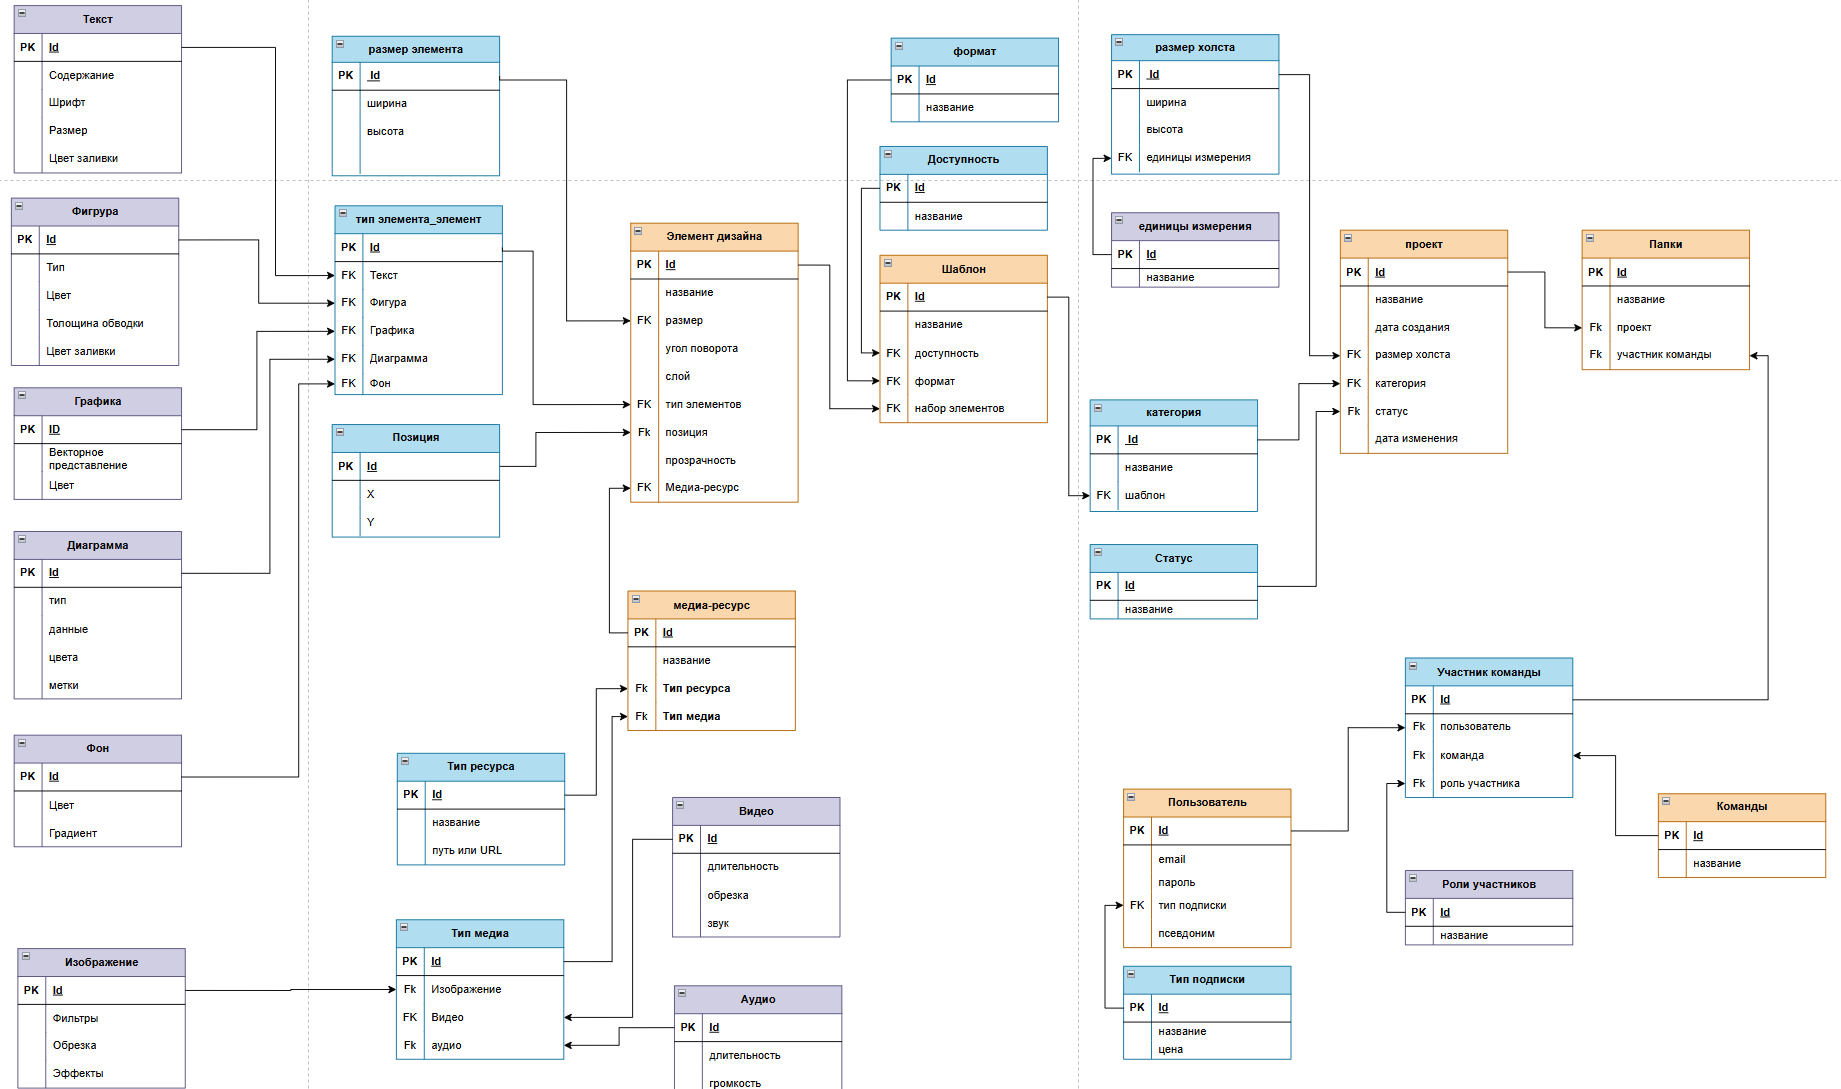 Текст
PK Id
Содержание
Шрифт
Размер
Цвет заливки
Фигрура
PK Id
Тип
Цвет
Толщина обводки
Цвет заливки
Графика
PK ID
Векторное
представление
Цвет
Диаграмма
PK Id
тип
данные
цвета
метки
Фон
PK Id
Цвет
Градиент
Изображение
PK Id
Фильтры
Обрезка
Эффекты
размер элемента
PK Id
ширина
высота
тип элемента_элемент
PK Id
FK Текст
FK Фигура
FK Графика
FK Диаграмма
FK Фон
Позиция
PK Id
X
Y
Тип ресурса
PK Id
название
путь или URL
Тип медиа
PK Id
Fk Изображение
FK Видео
Fk аудио
Элемент дизайна
PK Id
название
FK размер
угол поворота
слой
FK тип элементов
Fk позиция
прозрачность
FK Медиа-ресурс
медиа-ресурс
PK Id
название
Fk Тип ресурса
Fk Тип медиа
Видео
PK Id
длительность
обрезка
звук
Аудио
PK Id
длительность
громкость
формат
PK Id
название
Доступность
PK Id
название
Шаблон
PK Id
название
FK доступность
FK формат
FK набор элементов
размер холста
PK Id
ширина
высота
FK единицы измерения
единицы измерения
PK Id
название
категория
PK Id
название
FK шаблон
Статус
PK Id
название
проект
PK Id
название
дата создания
FK размер холста
FK категория
Fk статус
дата изменения
Папки
PK Id
название
Fk проект
Fk участник команды
Участник команды
PK Id
Fk пользователь
Fk команда
Fk роль участника
Пользователь
PK Id
email
пароль
FK тип подписки
псевдоним
Тип подписки
PK Id
название
цена
Роли участников
PK Id
название
Команды
PK Id
название